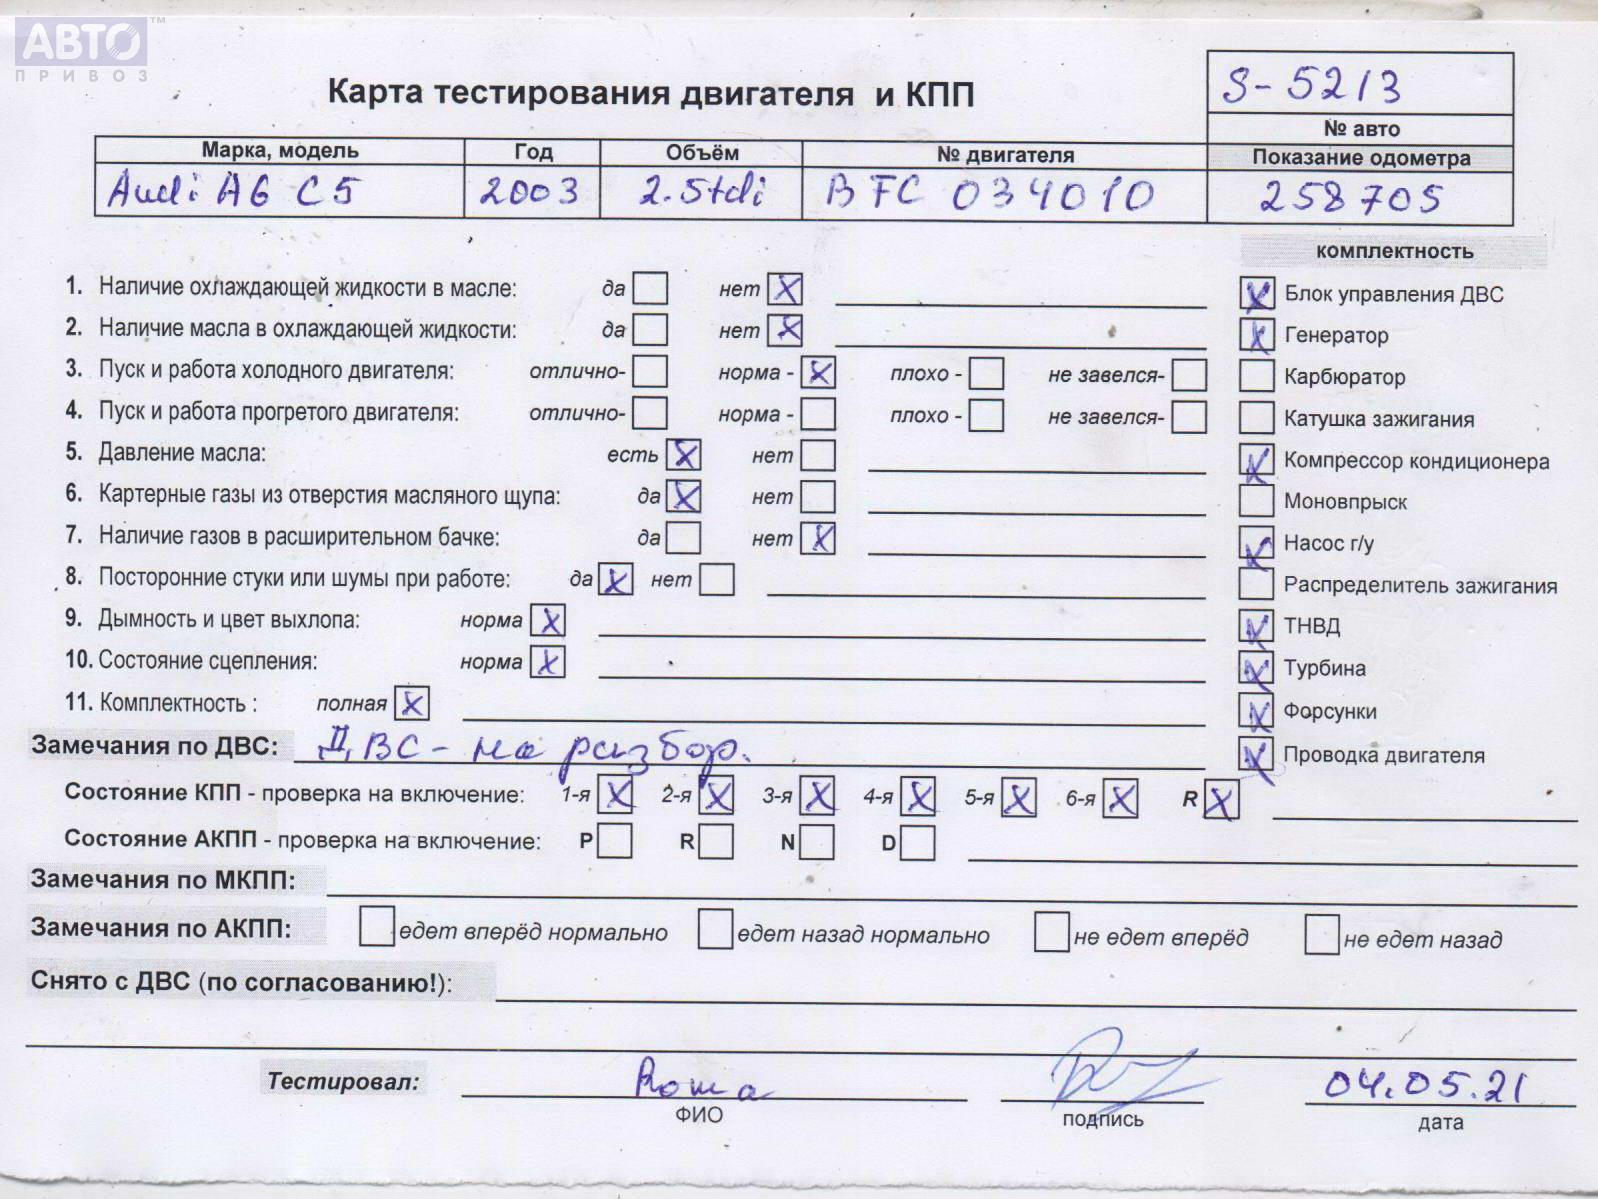 АВТО™
ПРИВОЗ
Карта тестирования двигателя и КПП
S-5213
№ авто
Марка, модель Год Объём № двигателя Показание одометра
Audi A6 C5 2003 2.5tdi BFC 034010 258705
комплектность
1. Наличие охлаждающей жидкости в масле: да нет X
X Блок управления ДВС
2. Наличие масла в охлаждающей жидкости: да нет X
X Генератор
3. Пуск и работа холодного двигателя: отлично- норма - X плохо - не завелся-
Карбюратор
4. Пуск и работа прогретого двигателя: отлично- норма - плохо - не завелся-
Катушка зажигания
5. Давление масла: есть X нет
X Компрессор кондиционера
6. Картерные газы из отверстия масляного щупа: да X нет
Моновпрыск
7. Наличие газов в расширительном бачке: да нет X
X Насос г/у
8. Посторонние стуки или шумы при работе: да X нет
Распределитель зажигания
9. Дымность и цвет выхлопа: норма X
X ТНВД
10. Состояние сцепления: норма X
X Турбина
11. Комплектность : полная X
X Форсунки
Замечания по ДВС: ДВС - на разбор.
X Проводка двигателя
Состояние КПП - проверка на включение: 1-я X 2-я X 3-я X 4-я X 5-я X 6-я X R X
Состояние АКПП - проверка на включение: P R N D
Замечания по МКПП:
Замечания по АКПП: едет вперёд нормально едет назад нормально не едет вперёд не едет назад
Снято с ДВС (по согласованию!):
Тестировал: Roma 04.05.21
ФИО подпись дата